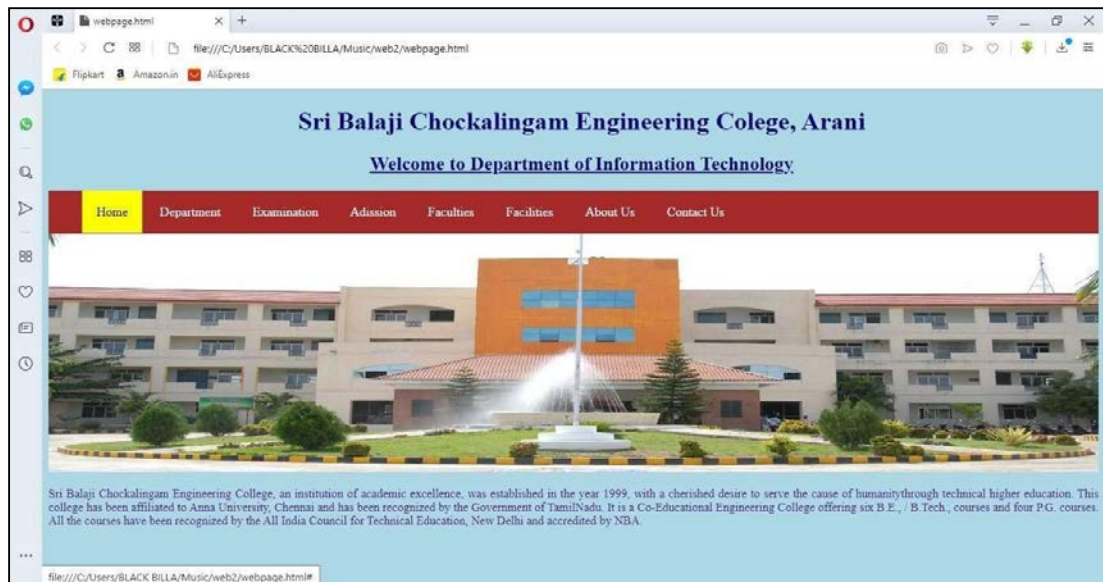 webpage.html
file:///C:/Users/BLACK%20BILLA/Music/web2/webpage.html
Flipkart a Amazon.in AliExpress
Sri Balaji Chockalingam Engineering Colege, Arani
Welcome to Department of Information Technology
Home Department Examination Adission Faculties Facilities About Us Contact Us
Sri Balaji Chockalingam Engineering College, an institution of academic excellence, was established in the year 1999, with a cherished desire to serve the cause of humanitythrough technical higher education. This
college has been affiliated to Anna University, Chennai and has been recognized by the Government of TamilNadu. It is a Co-Educational Engineering College offering six B.E., / B.Tech., courses and four P.G. courses.
All the courses have been recognized by the All India Council for Technical Education, New Delhi and accredited by NBA.
file:///C:/Users/BLACK BILLA/Music/web2/webpage.html#